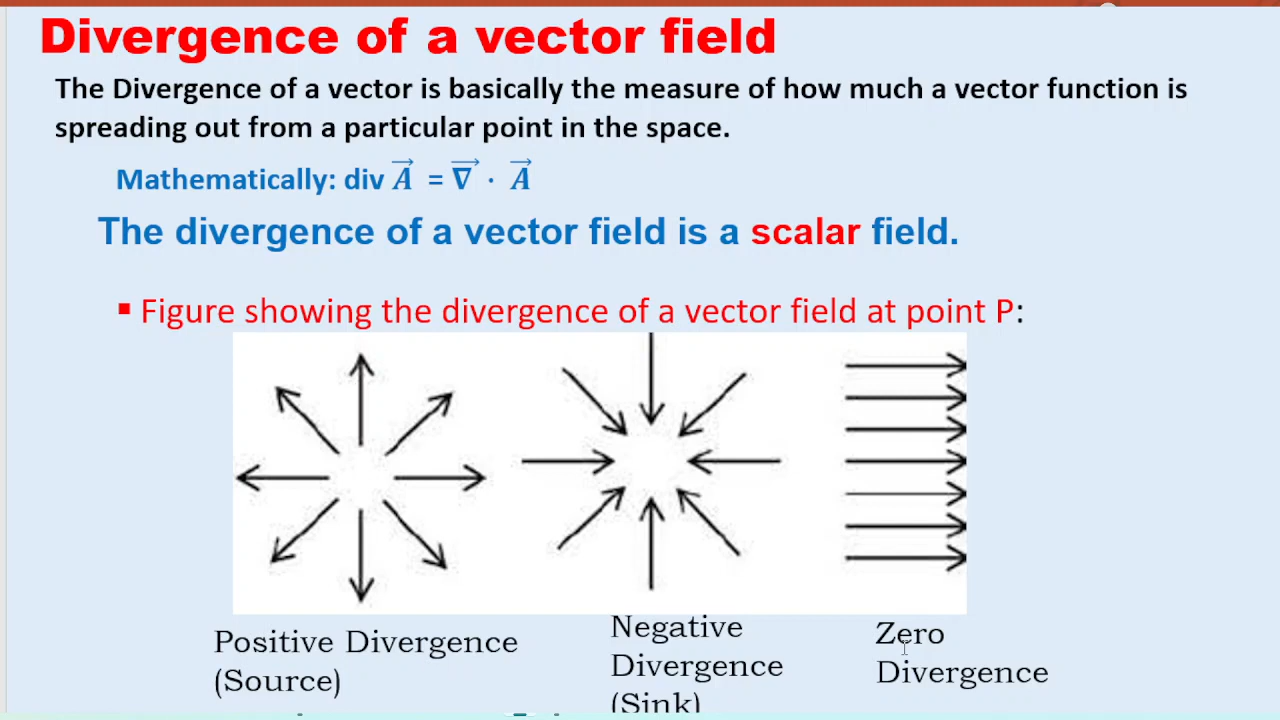 Divergence of a vector field
The Divergence of a vector is basically the measure of how much a vector function is
spreading out from a particular point in the space.
Mathematically: div A⃗ = ∇⃗ · A⃗
The divergence of a vector field is a scalar field.
▪ Figure showing the divergence of a vector field at point P:
Positive Divergence
(Source)
Negative
Divergence
(Sink)
Zero
Divergence